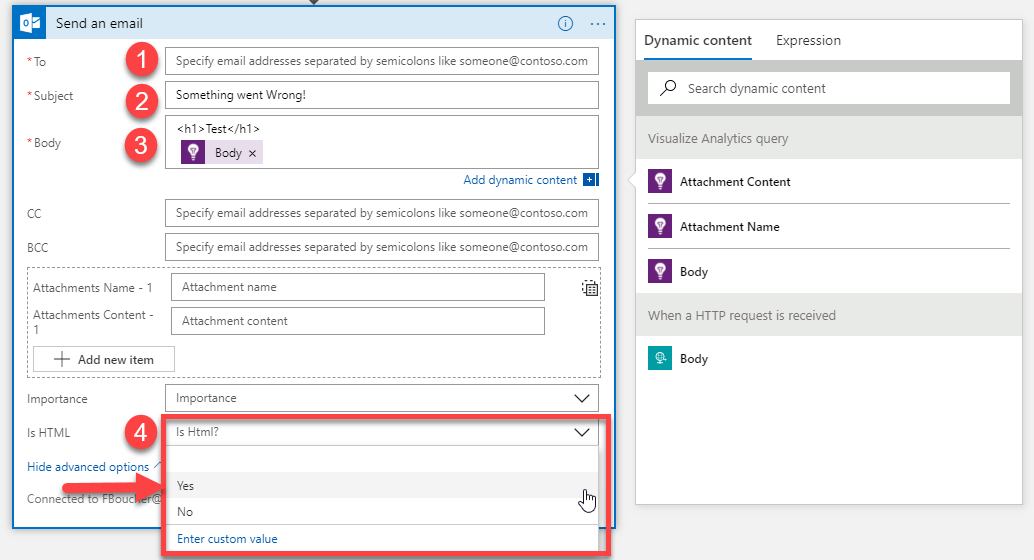 Send an email
* To
1
Specify email addresses separated by semicolons like someone@contoso.com
* Subject
2
Something went Wrong!
* Body
3
<h1>Test</h1>
Body ×
Add dynamic content
CC
Specify email addresses separated by semicolons like someone@contoso.com
BCC
Specify email addresses separated by semicolons like someone@contoso.com
Attachments Name - 1
Attachment name
Attachments Content -
1
Attachment content
Add new item
Importance
Importance
Is HTML
4
Is Html?
Hide advanced options
Yes
Connected to FBoucher@
No
Enter custom value
Dynamic content
Expression
Search dynamic content
Visualize Analytics query
Attachment Content
Attachment Name
Body
When a HTTP request is received
Body